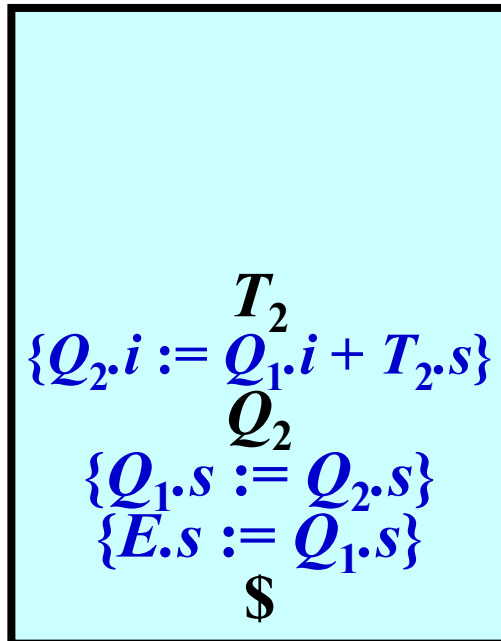 T₂
{Q₂.i := Q₁.i + T₂.s}
Q₂
{Q₁.s := Q₂.s}
{E.s := Q₁.s}
$